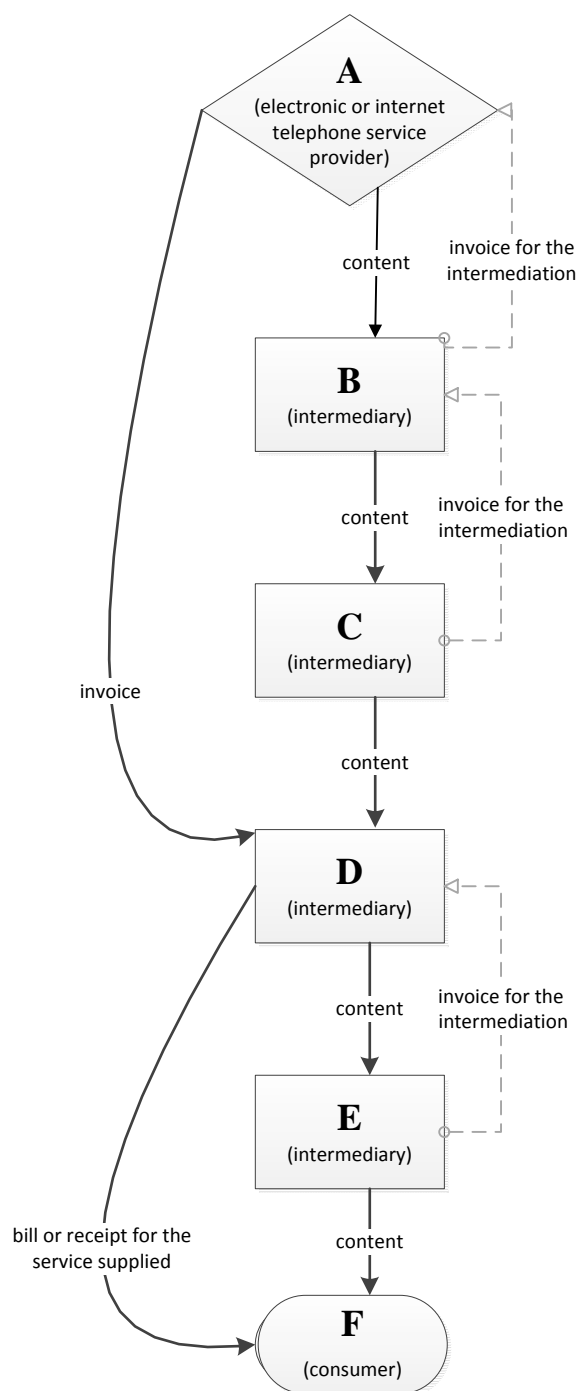 A
(electronic or internet
telephone service
provider)
invoice for the
intermediation
content
B
(intermediary)
invoice for the
intermediation
content
C
(intermediary)
invoice
content
D
(intermediary)
invoice for the
intermediation
content
E
(intermediary)
bill or receipt for the
service supplied
content
F
(consumer)